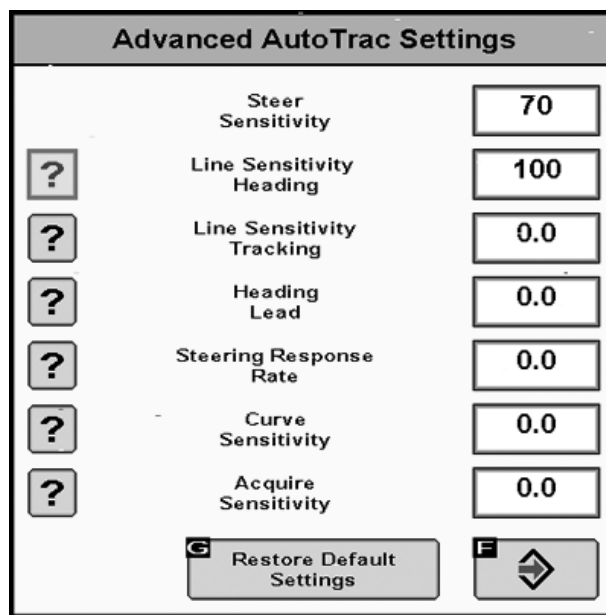 Advanced AutoTrac Settings
Steer
Sensitivity
70
?
Line Sensitivity
Heading
100
?
Line Sensitivity
Tracking
0.0
?
Heading
Lead
0.0
?
Steering Response
Rate
0.0
?
Curve
Sensitivity
0.0
?
Acquire
Sensitivity
0.0
G
Restore Default
Settings
F